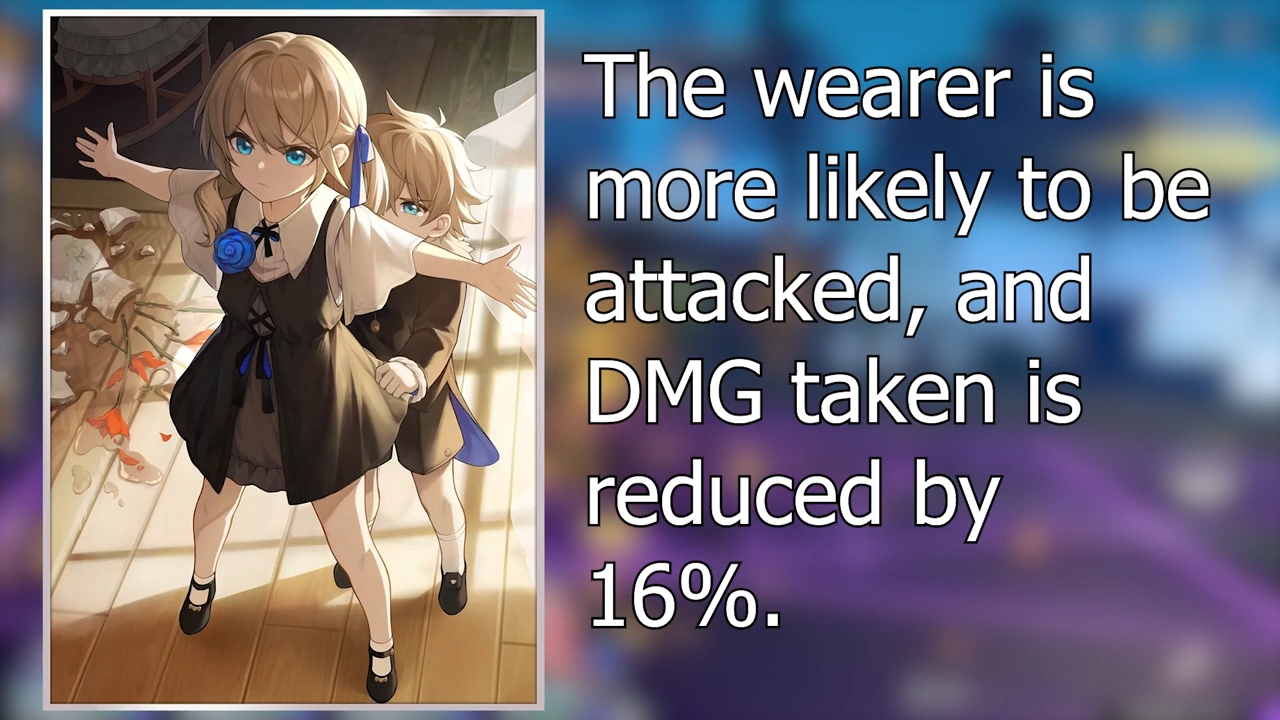 The wearer is
more likely to be
attacked, and
DMG taken is
reduced by
16%.